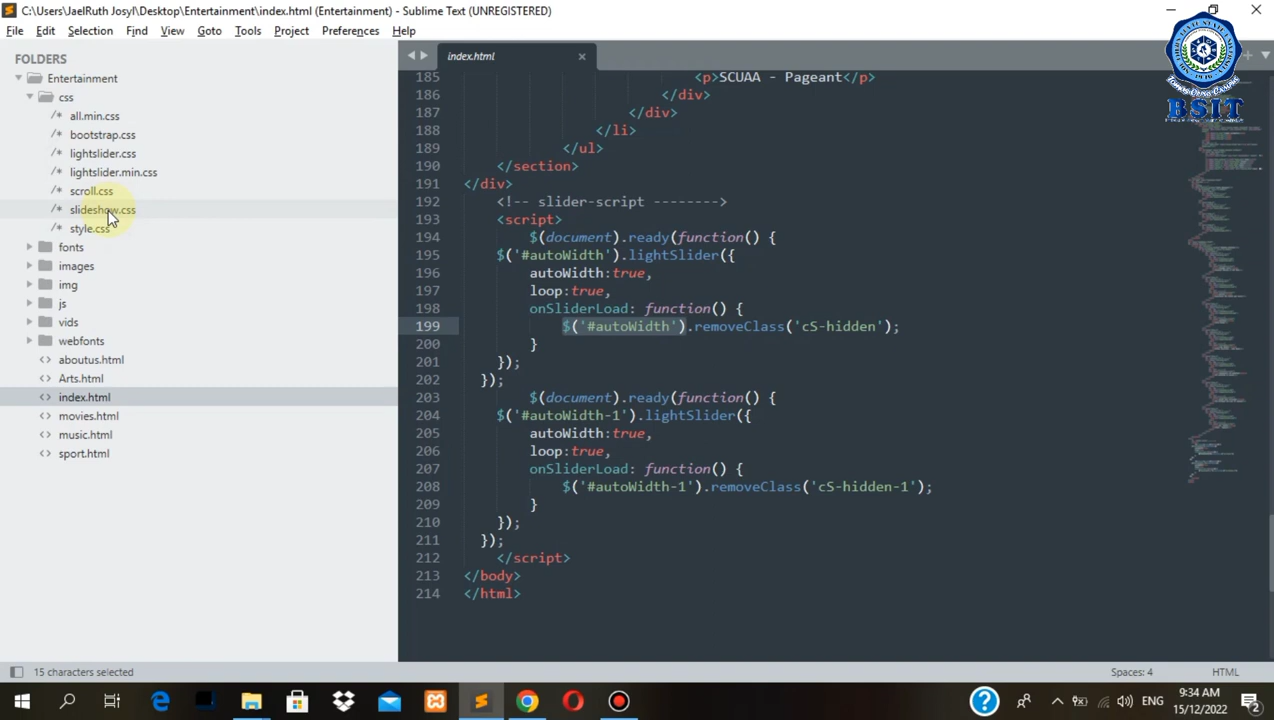 C:\Users\JaelRuth Josyl\Desktop\Entertainment\index.html (Entertainment) - Sublime Text (UNREGISTERED)
File Edit Selection Find View Goto Tools Project Preferences Help
FOLDERS
Entertainment
css
/* all.min.css
/* bootstrap.css
/* lightslider.css
/* lightslider.min.css
/* scroll.css
/* slideshow.css
/* style.css
fonts
images
img
js
vids
webfonts
<> aboutus.html
<> Arts.html
<> index.html
<> movies.html
<> music.html
<> sport.html
index.html
185 <p>SCUAA - Pageant</p>
186 </div>
187 </div>
188 </li>
189 </ul>
190 </section>
191 </div>
192 <!-- slider-script -------->
193 <script>
194 $(document).ready(function() {
195 $('#autoWidth').lightSlider({
196 autoWidth:true,
197 loop:true,
198 onSliderLoad: function() {
199 $('#autoWidth').removeClass('cS-hidden');
200 }
201 });
202 });
203 $(document).ready(function() {
204 $('#autoWidth-1').lightSlider({
205 autoWidth:true,
206 loop:true,
207 onSliderLoad: function() {
208 $('#autoWidth-1').removeClass('cS-hidden-1');
209 }
210 });
211 });
212 </script>
213 </body>
214 </html>
BSIT
15 characters selected
Spaces: 4
HTML
ENG
9:34 AM
15/12/2022
2